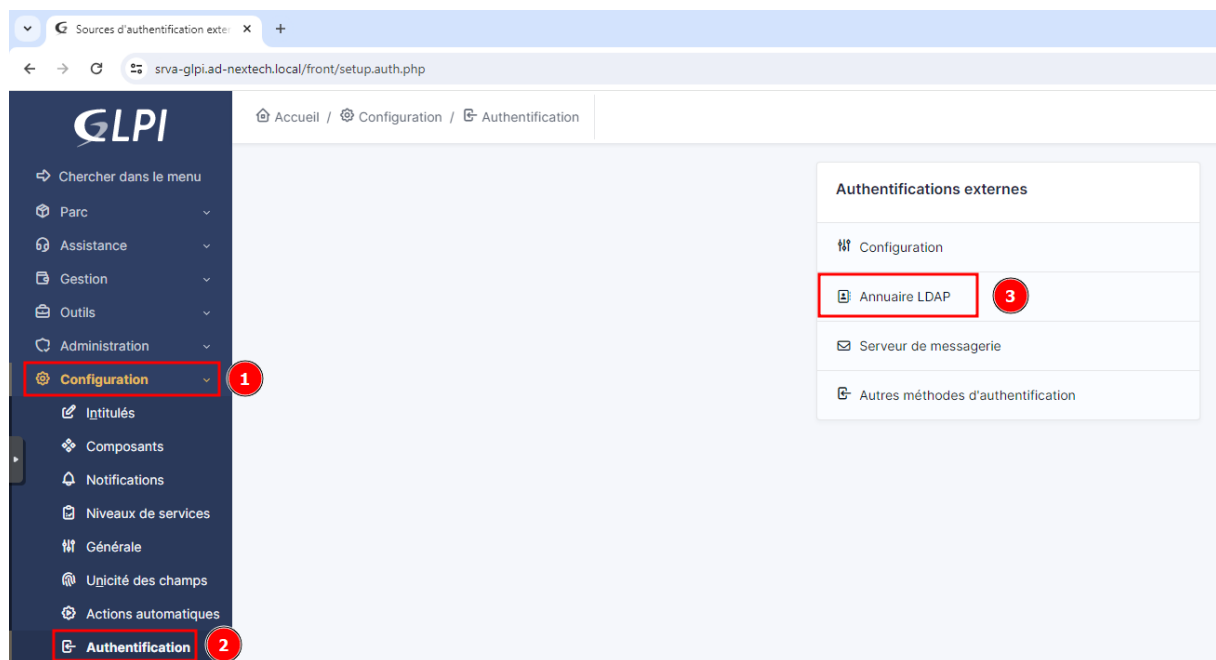 Sources d'authentification exter
srva-glpi.ad-nextech.local/front/setup.auth.php
GLPI
Accueil / Configuration / Authentification
Chercher dans le menu
Parc
Assistance
Gestion
Outils
Administration
Configuration
1
Intitulés
Composants
Notifications
Niveaux de services
Générale
Unicité des champs
Actions automatiques
Authentification
2
Authentifications externes
Configuration
Annuaire LDAP
3
Serveur de messagerie
Autres méthodes d'authentification